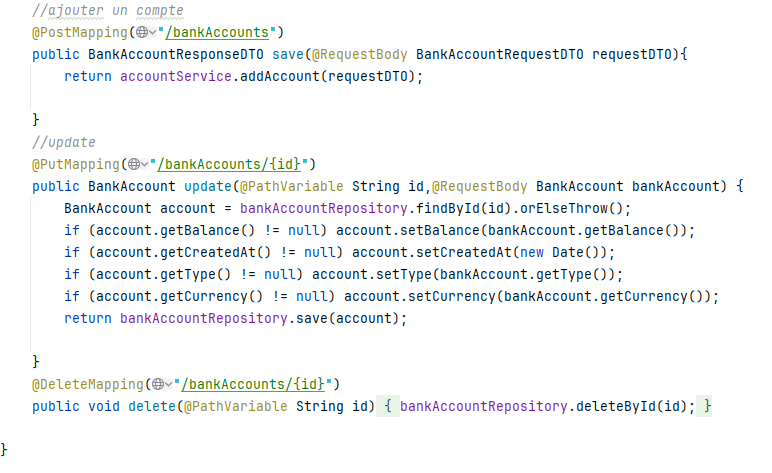 //ajouter un compte
@PostMapping("/bankAccounts")
public BankAccountResponseDTO save(@RequestBody BankAccountRequestDTO requestDTO){
return accountService.addAccount(requestDTO);
}
//update
@PutMapping("/bankAccounts/{id}")
public BankAccount update(@PathVariable String id,@RequestBody BankAccount bankAccount) {
BankAccount account = bankAccountRepository.findById(id).orElseThrow();
if (account.getBalance() != null) account.setBalance(bankAccount.getBalance());
if (account.getCreatedAt() != null) account.setCreatedAt(new Date());
if (account.getType() != null) account.setType(bankAccount.getType());
if (account.getCurrency() != null) account.setCurrency(bankAccount.getCurrency());
return bankAccountRepository.save(account);
}
@DeleteMapping("/bankAccounts/{id}")
public void delete(@PathVariable String id) { bankAccountRepository.deleteById(id); }
}